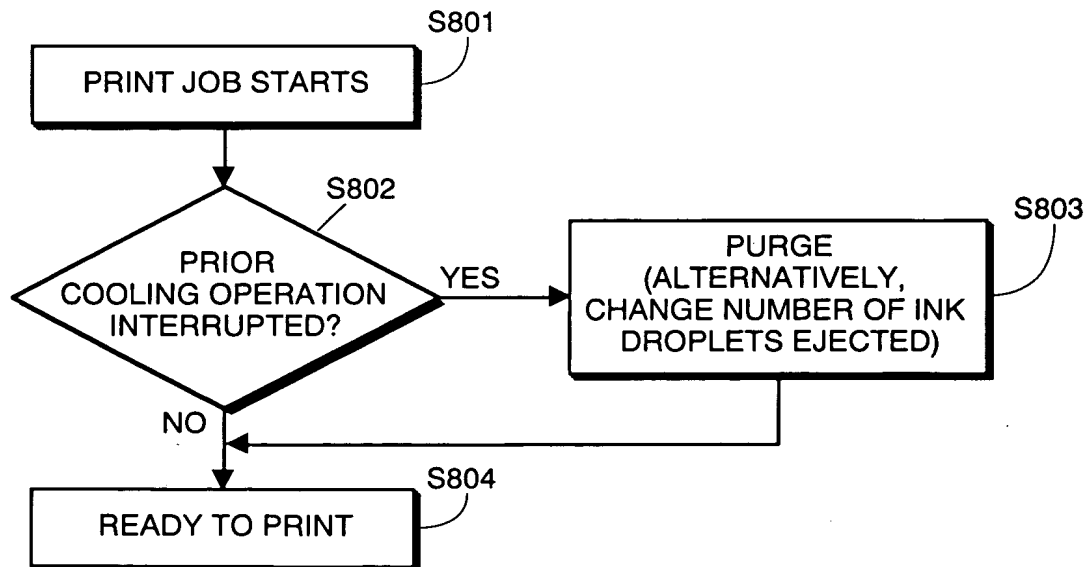 S801
PRINT JOB STARTS
S802
PRIOR
COOLING OPERATION
INTERRUPTED?
YES
S803
PURGE
(ALTERNATIVELY,
CHANGE NUMBER OF INK
DROPLETS EJECTED)
NO
S804
READY TO PRINT